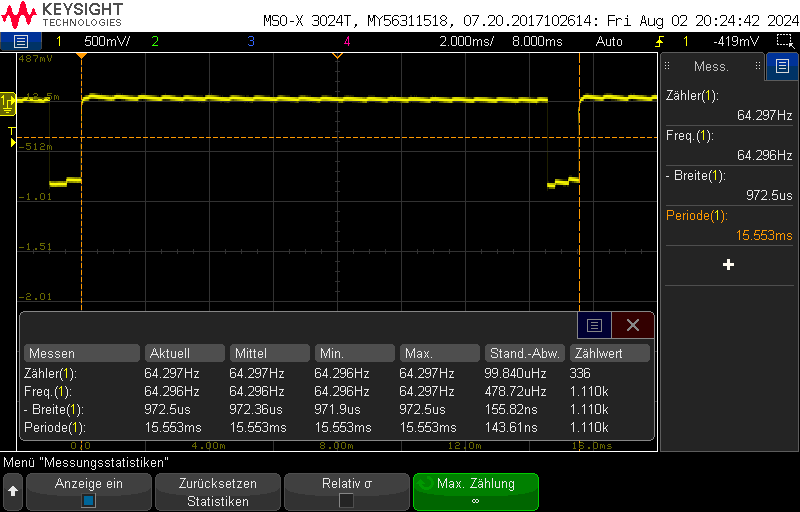 KEYSIGHT
TECHNOLOGIES
MSO-X 3024T, MY56311518, 07.20.2017102614: Fri Aug 02 20:24:42 2024
1 500mV/ 2 3 4 2.000ms/ 8.000ms Auto 1 -419mV
487mV
-12.5m
-512m
-1.01
-1.51
-2.01
1
T
Mess.
Zähler(1):
64.297Hz
Freq.(1):
64.296Hz
- Breite(1):
972.5us
Periode(1):
15.553ms
Messen Aktuell Mittel Min. Max. Stand.-Abw. Zählwert
Zähler(1): 64.297Hz 64.297Hz 64.296Hz 64.297Hz 99.840uHz 336
Freq.(1): 64.296Hz 64.296Hz 64.296Hz 64.296Hz 478.72uHz 1.110k
- Breite(1): 972.5us 972.36us 971.9us 972.5us 155.82ns 1.110k
Periode(1): 15.553ms 15.553ms 15.553ms 15.553ms 143.61ns 1.110k
0.0 4.00m 8.00m 12.0m 16.0ms
Menü "Messungsstatistiken"
Anzeige ein
Zurücksetzen
Statistiken
Relativ σ
Max. Zählung
∞